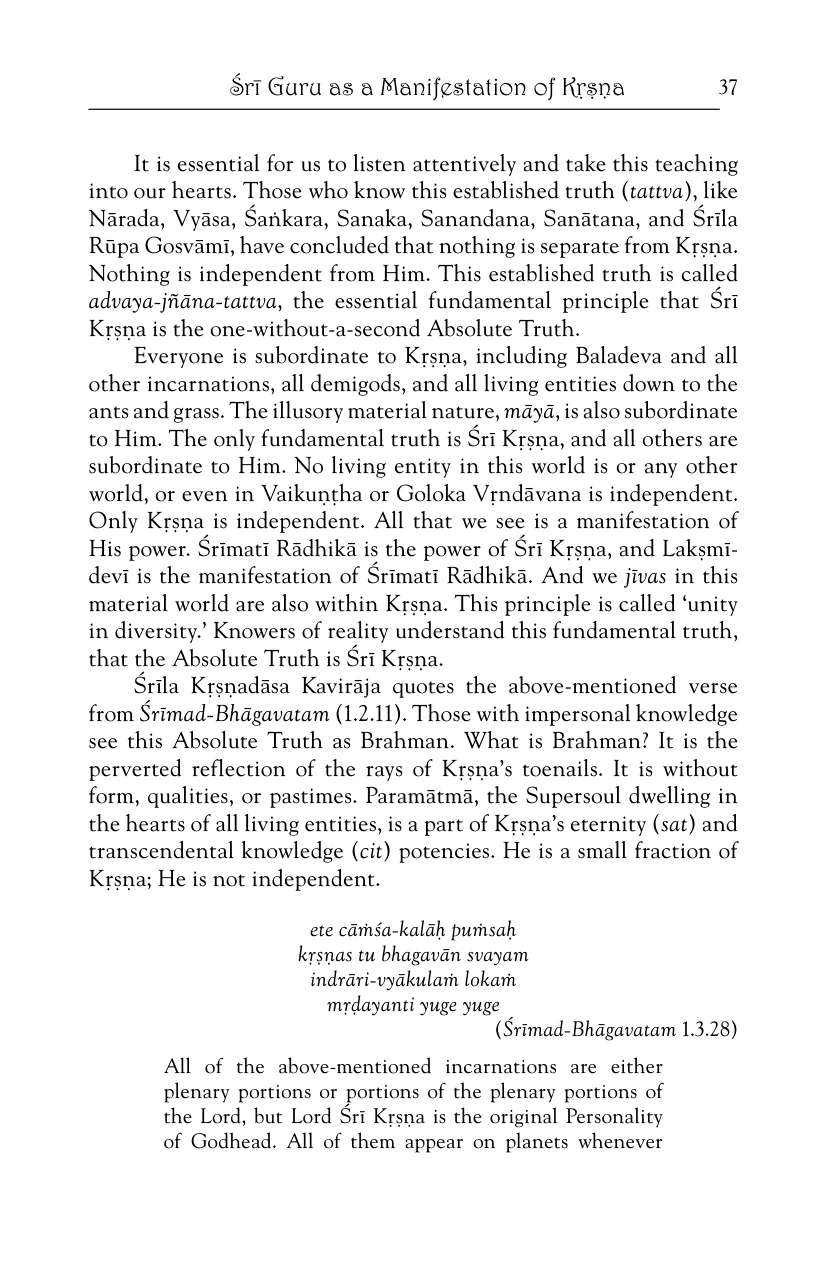 Śrī Guru as a Manifestation of Kṛṣṇa 37
It is essential for us to listen attentively and take this teaching
into our hearts. Those who know this established truth (tattva), like
Nārada, Vyāsa, Śaṅkara, Sanaka, Sanandana, Sanātana, and Śrīla
Rūpa Gosvāmī, have concluded that nothing is separate from Kṛṣṇa.
Nothing is independent from Him. This established truth is called
advaya-jñāna-tattva, the essential fundamental principle that Śrī
Kṛṣṇa is the one-without-a-second Absolute Truth.
Everyone is subordinate to Kṛṣṇa, including Baladeva and all
other incarnations, all demigods, and all living entities down to the
ants and grass. The illusory material nature, māyā, is also subordinate
to Him. The only fundamental truth is Śrī Kṛṣṇa, and all others are
subordinate to Him. No living entity in this world is or any other
world, or even in Vaikuṇṭha or Goloka Vṛndāvana is independent.
Only Kṛṣṇa is independent. All that we see is a manifestation of
His power. Śrīmatī Rādhikā is the power of Śrī Kṛṣṇa, and Lakṣmī-
devī is the manifestation of Śrīmatī Rādhikā. And we jīvas in this
material world are also within Kṛṣṇa. This principle is called ‘unity
in diversity.’ Knowers of reality understand this fundamental truth,
that the Absolute Truth is Śrī Kṛṣṇa.
Śrīla Kṛṣṇadāsa Kavirāja quotes the above-mentioned verse
from Śrīmad-Bhāgavatam (1.2.11). Those with impersonal knowledge
see this Absolute Truth as Brahman. What is Brahman? It is the
perverted reflection of the rays of Kṛṣṇa’s toenails. It is without
form, qualities, or pastimes. Paramātmā, the Supersoul dwelling in
the hearts of all living entities, is a part of Kṛṣṇa’s eternity (sat) and
transcendental knowledge (cit) potencies. He is a small fraction of
Kṛṣṇa; He is not independent.
ete cāṁśa-kalāḥ puṁsaḥ
kṛṣṇas tu bhagavān svayam
indrāri-vyākulaṁ lokaṁ
mṛḍayanti yuge yuge
(Śrīmad-Bhāgavatam 1.3.28)
All of the above-mentioned incarnations are either
plenary portions or portions of the plenary portions of
the Lord, but Lord Śrī Kṛṣṇa is the original Personality
of Godhead. All of them appear on planets whenever